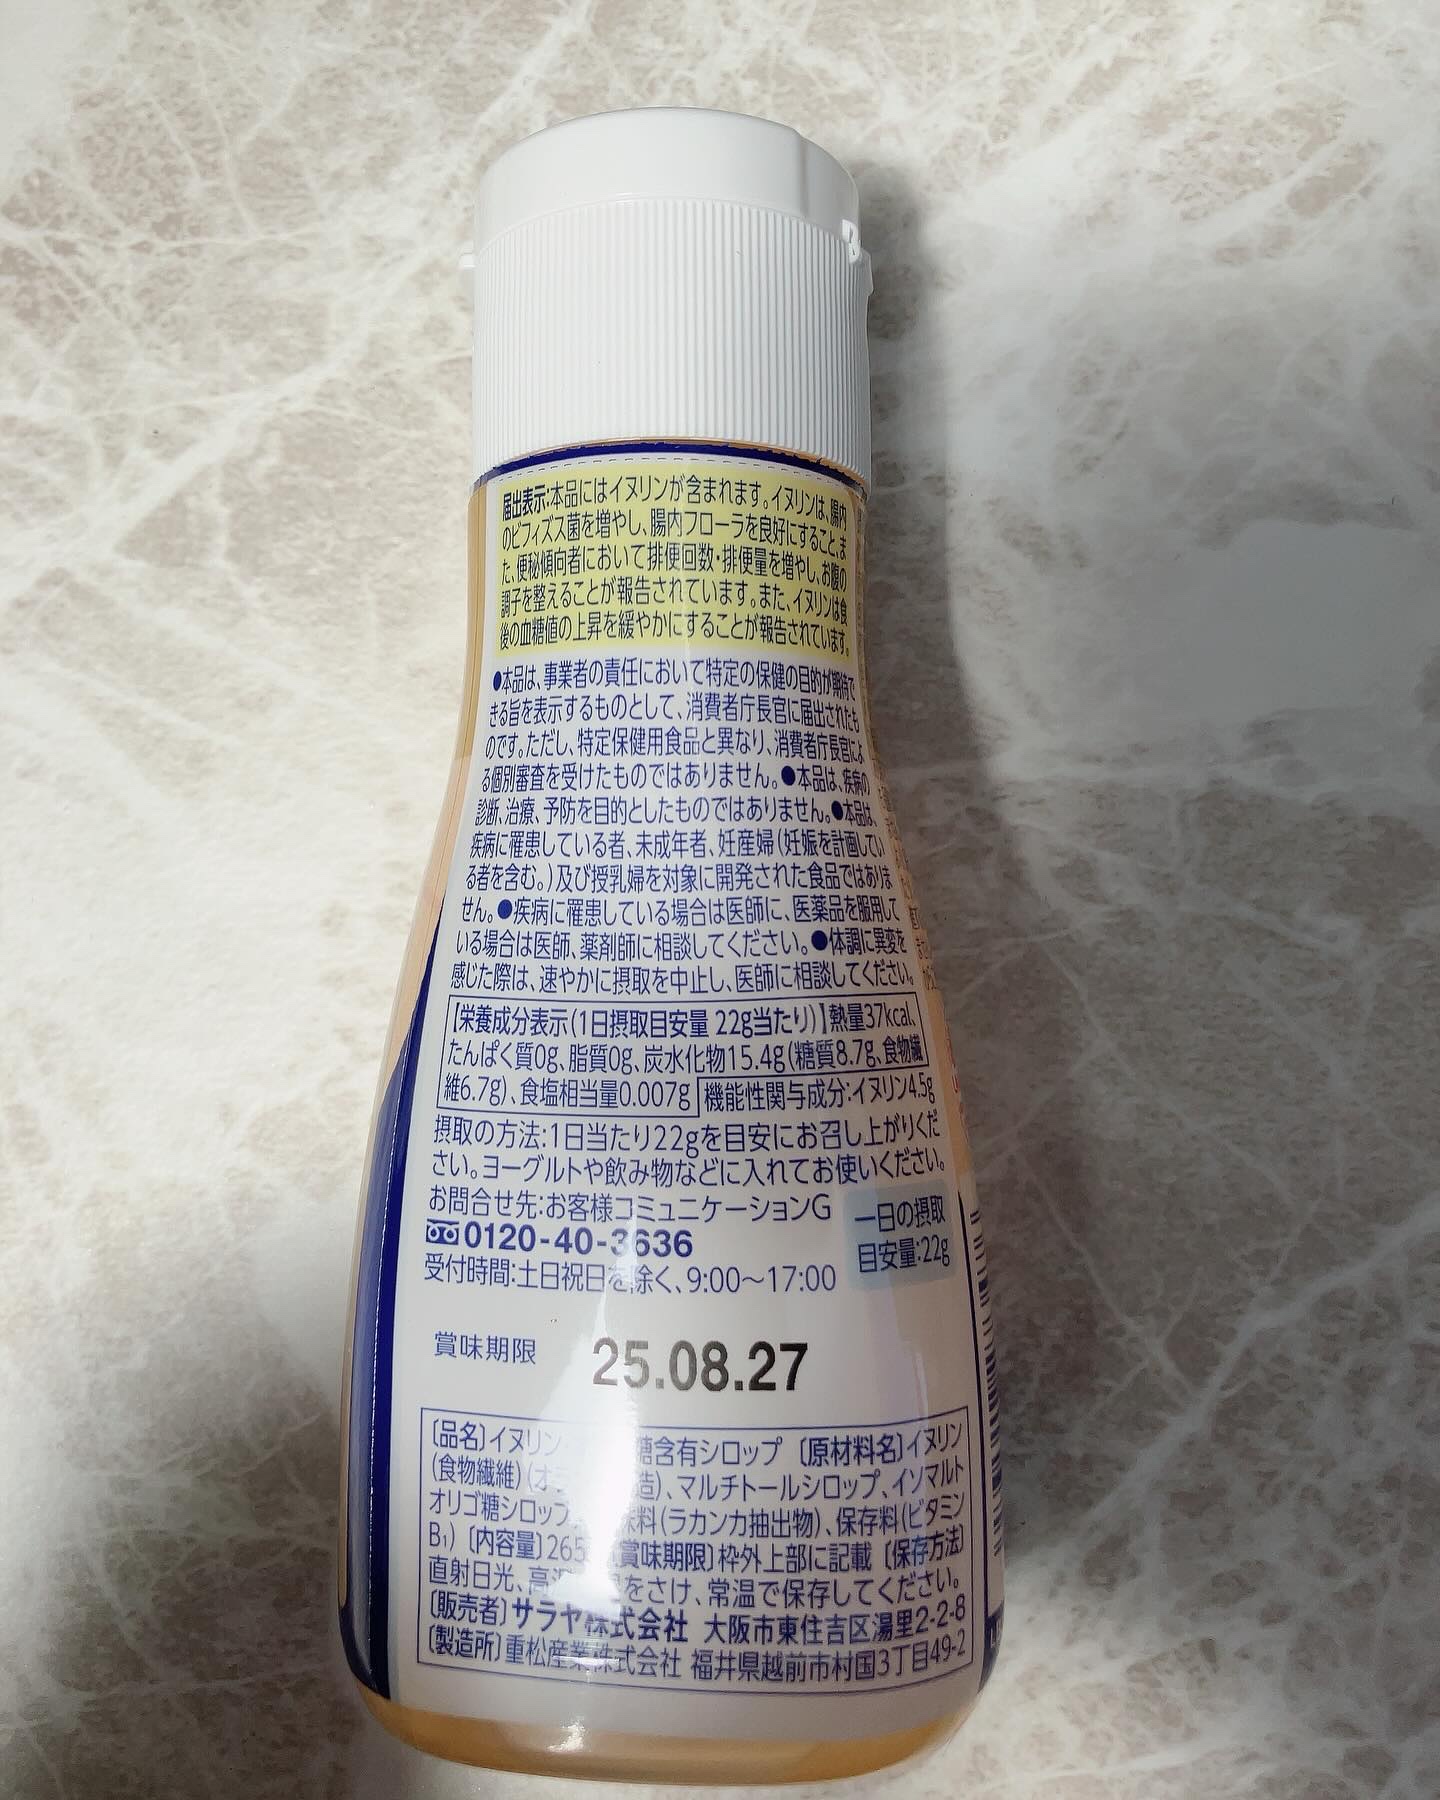 届出表示:本品にはイヌリンが含まれます。イヌリンは、腸内
のビフィズス菌を増やし、腸内フローラを良好にすること、ま
た、便秘傾向者において排便回数・排便量を増やし、お腹の
調子を整えることが報告されています。また、イヌリンは食
後の血糖値の上昇を緩やかにすることが報告されています。
●本品は、事業者の責任において特定の保健の目的が期待で
きる旨を表示するものとして、消費者庁長官に届出されたも
のです。ただし、特定保健用食品と異なり、消費者庁長官によ
る個別審査を受けたものではありません。●本品は、疾病の
診断、治療、予防を目的としたものではありません。●本品は、
疾病に罹患している者、未成年者、妊産婦(妊娠を計画してい
る者を含む。)及び授乳婦を対象に開発された食品ではありま
せん。●疾病に罹患している場合は医師に、医薬品を服用して
いる場合は医師、薬剤師に相談してください。●体調に異変を
感じた際は、速やかに摂取を中止し、医師に相談してください。
【栄養成分表示(1日摂取目安量 22g当たり)】熱量37kcal、
たんぱく質0g、脂質0g、炭水化物15.4g(糖質8.7g、食物繊
維6.7g)、食塩相当量0.007g 機能性関与成分:イヌリン4.5g
摂取の方法:1日当たり22gを目安にお召し上がりくだ
さい。ヨーグルトや飲み物などに入れてお使いください。
お問合せ先:お客様コミュニケーションG
0120-40-3636
受付時間:土日祝日を除く、9:00〜17:00
一日の摂取
目安量:22g
賞味期限 25.08.27
〔品名〕イヌリン 糖含有シロップ 〔原材料名〕イヌリン
(食物繊維)(オ 造)、マルチトールシロップ、イソマルト
オリゴ糖シロップ 味料(ラカンカ抽出物)、保存料(ビタミン
B₁) 〔内容量〕265 〔賞味期限〕枠外上部に記載 〔保存方法〕
直射日光、高 をさけ、常温で保存してください。
〔販売者〕サラヤ株式会社 大阪市東住吉区湯里2-2-8
〔製造所〕重松産業株式会社 福井県越前市村国3丁目49-2